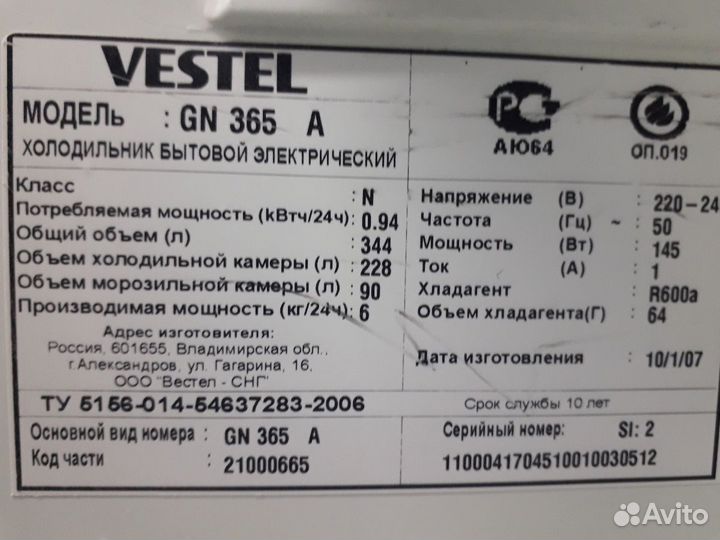 VESTEL
МОДЕЛЬ : GN 365 A
ХОЛОДИЛЬНИК БЫТОВОЙ ЭЛЕКТРИЧЕСКИЙ
РС
АЮ64
ОП.019
Класс : N
Потребляемая мощность (kВтч/24ч): 0.94
Общий объем (л) : 344
Объем холодильной камеры (л) : 228
Объем морозильной камеры (л) : 90
Производимая мощность (кг/24ч): 6
Адрес изготовителя:
Россия, 601655, Владимирская обл.,
г.Александров, ул. Гагарина, 16,
ООО "Вестел - СНГ"
Напряжение (В) : 220-24
Частота (Гц) ~ : 50
Мощность (Вт) : 145
Ток (А) : 1
Хладагент : R600a
Объем хладагента(Г) : 64
Дата изготовления : 10/1/07
ТУ 5156-014-54637283-2006
Срок службы 10 лет
Основной вид номера : GN 365 A
Код части : 21000665
Серийный номер: SI: 2
1100041704510010030512
Avito